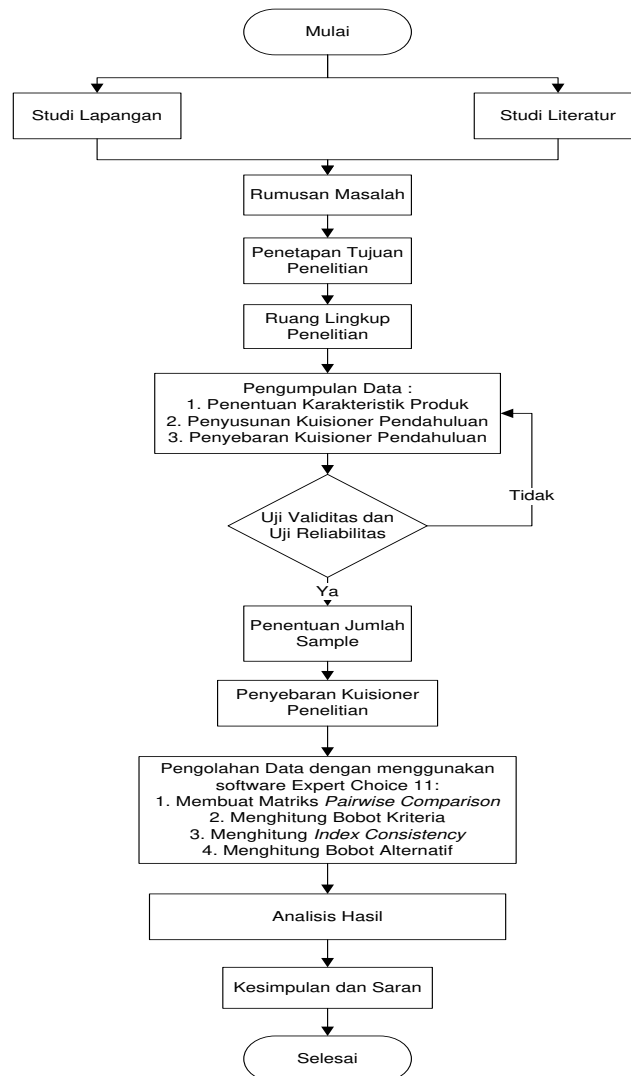 Mulai
Studi Lapangan
Studi Literatur
Rumusan Masalah
Penetapan Tujuan
Penelitian
Ruang Lingkup
Penelitian
Pengumpulan Data :
1. Penentuan Karakteristik Produk
2. Penyusunan Kuisioner Pendahuluan
3. Penyebaran Kuisioner Pendahuluan
Tidak
Uji Validitas dan
Uji Reliabilitas
Ya
Penentuan Jumlah
Sample
Penyebaran Kuisioner
Penelitian
Pengolahan Data dengan menggunakan
software Expert Choice 11:
1. Membuat Matriks Pairwise Comparison
2. Menghitung Bobot Kriteria
3. Menghitung Index Consistency
4. Menghitung Bobot Alternatif
Analisis Hasil
Kesimpulan dan Saran
Selesai